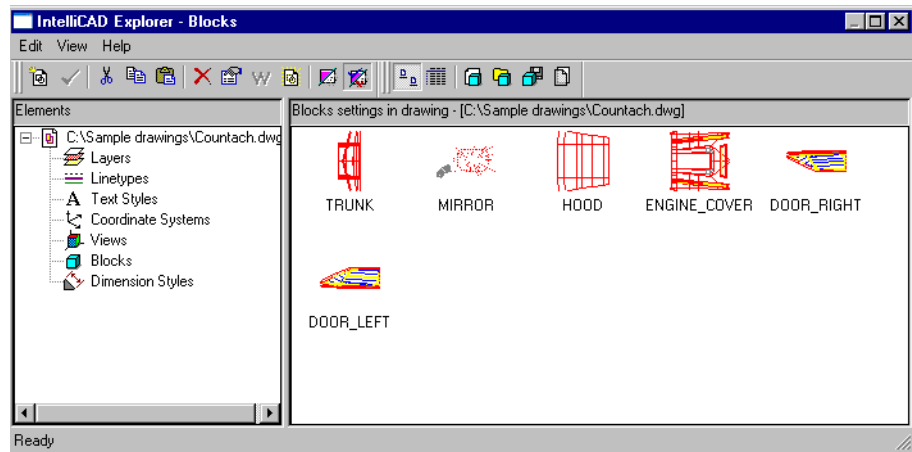 IntelliCAD Explorer - Blocks
Edit View Help
Elements
Blocks settings in drawing - [C:\Sample drawings\Countach.dwg]
C:\Sample drawings\Countach.dwg
Layers
Linetypes
A Text Styles
Coordinate Systems
Views
Blocks
Dimension Styles
TRUNK MIRROR HOOD ENGINE_COVER DOOR_RIGHT
DOOR_LEFT
Ready